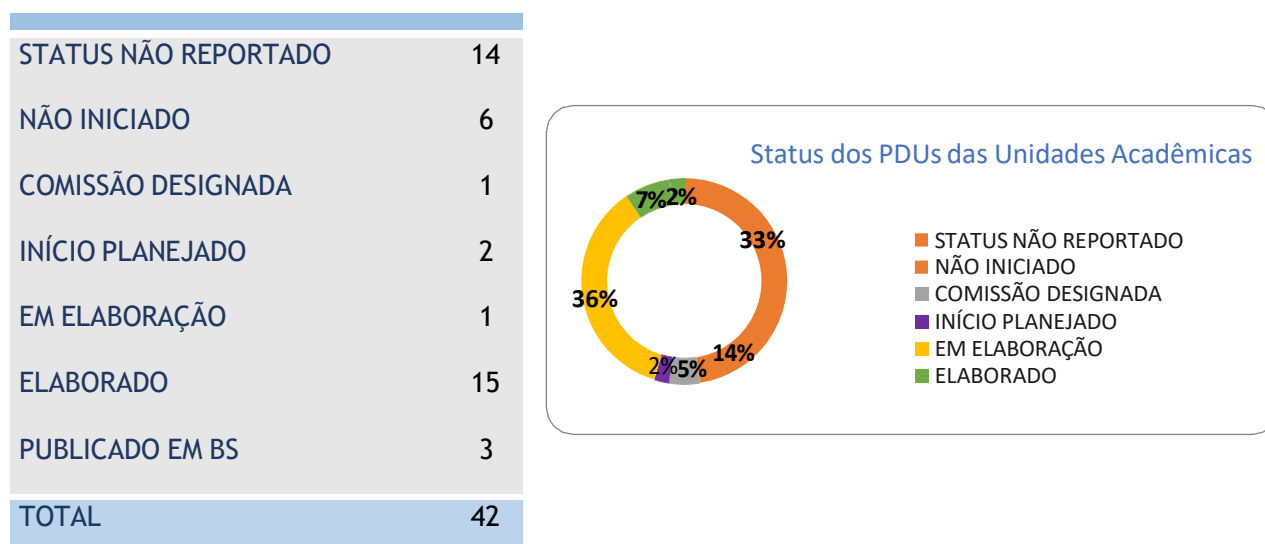 STATUS NÃO REPORTADO 14
NÃO INICIADO 6
COMISSÃO DESIGNADA 1
INÍCIO PLANEJADO 2
EM ELABORAÇÃO 1
ELABORADO 15
PUBLICADO EM BS 3
TOTAL 42
Status dos PDUs das Unidades Acadêmicas
7% 2%
33%
36%
14%
2% 5%
STATUS NÃO REPORTADO
NÃO INICIADO
COMISSÃO DESIGNADA
INÍCIO PLANEJADO
EM ELABORAÇÃO
ELABORADO